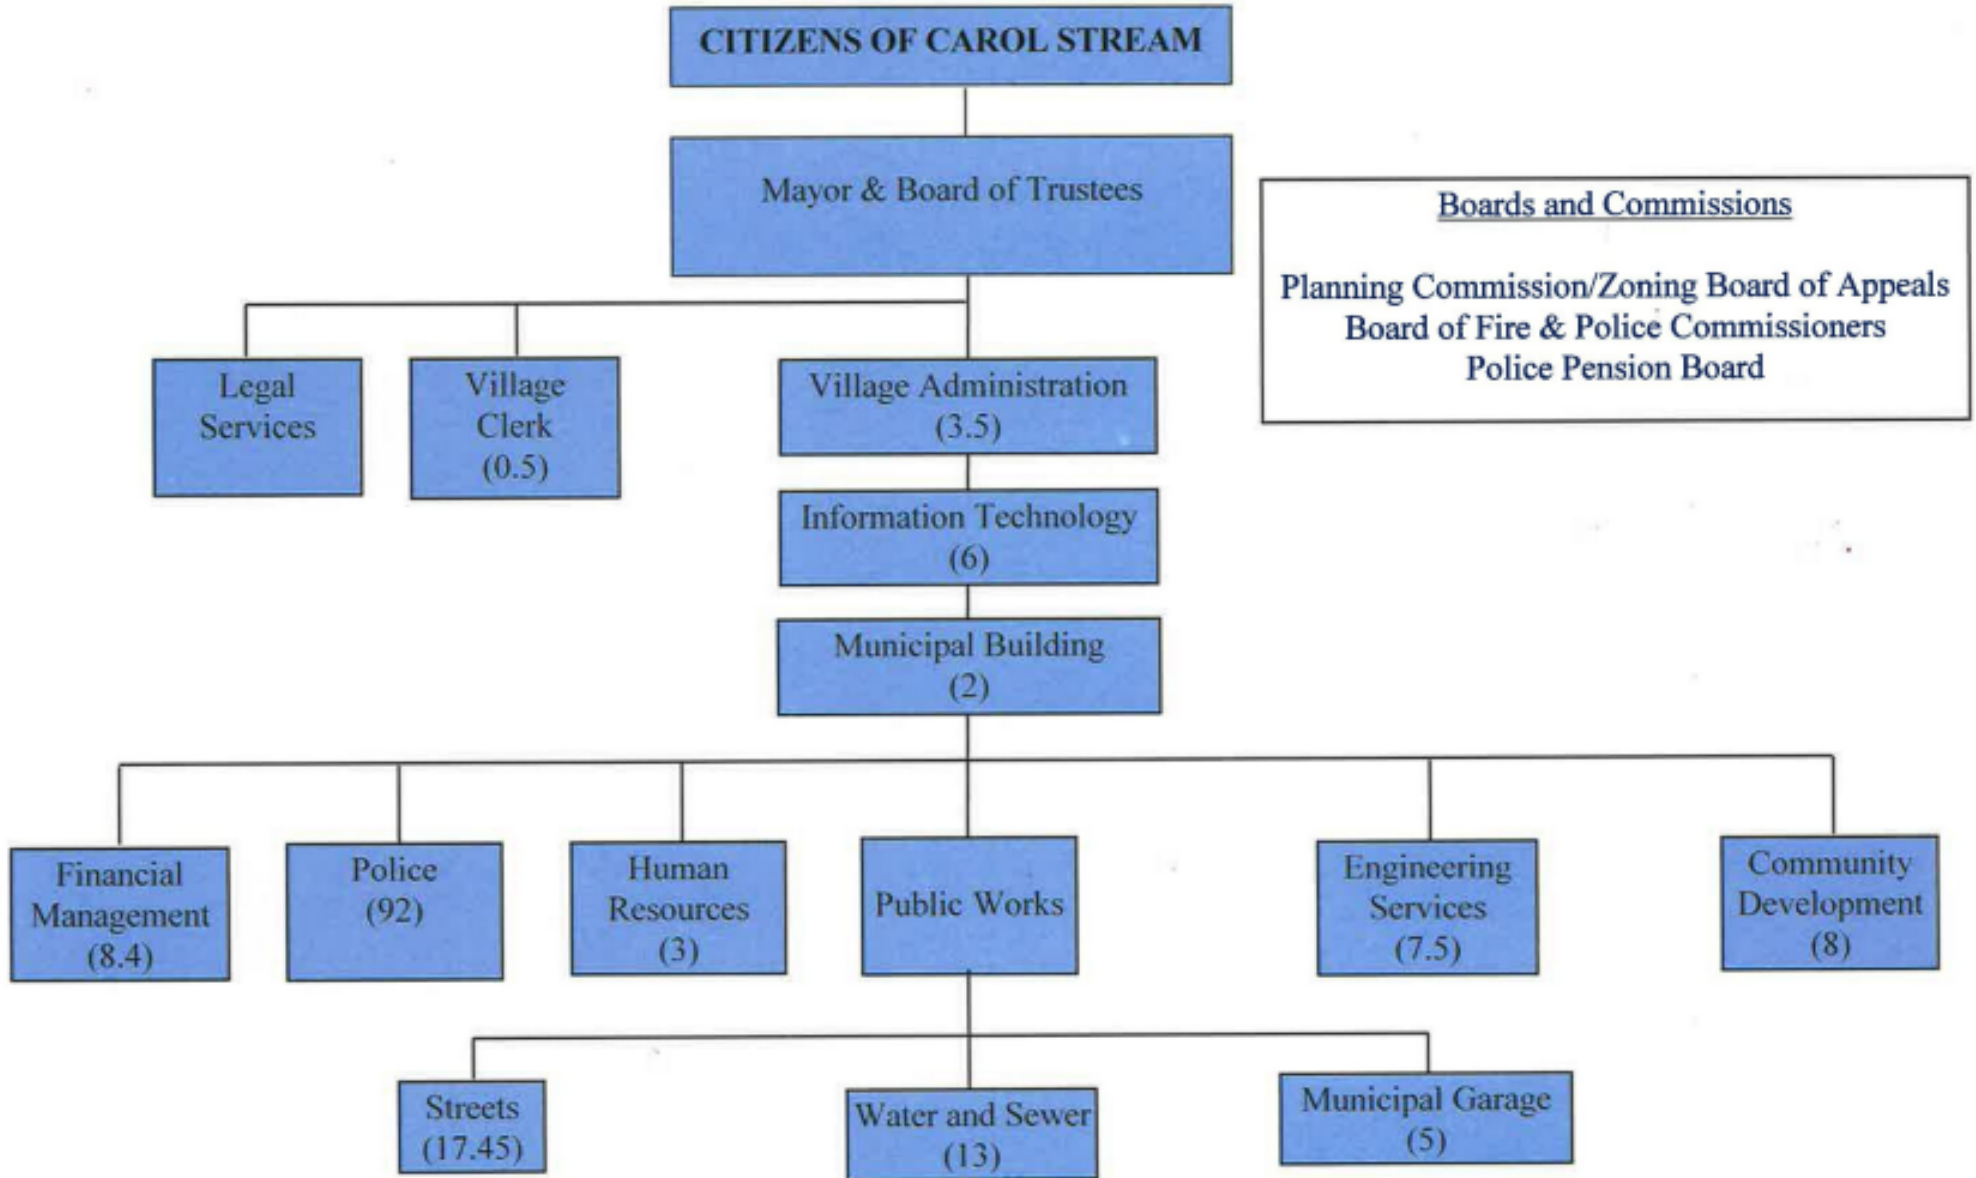 CITIZENS OF CAROL STREAM
Mayor & Board of Trustees
Boards and Commissions
Planning Commission/Zoning Board of Appeals
Board of Fire & Police Commissioners
Police Pension Board
Legal
Services
Village
Clerk
(0.5)
Village Administration
(3.5)
Information Technology
(6)
Municipal Building
(2)
Financial
Management
(8.4)
Police
(92)
Human
Resources
(3)
Public Works
Engineering
Services
(7.5)
Community
Development
(8)
Streets
(17.45)
Water and Sewer
(13)
Municipal Garage
(5)